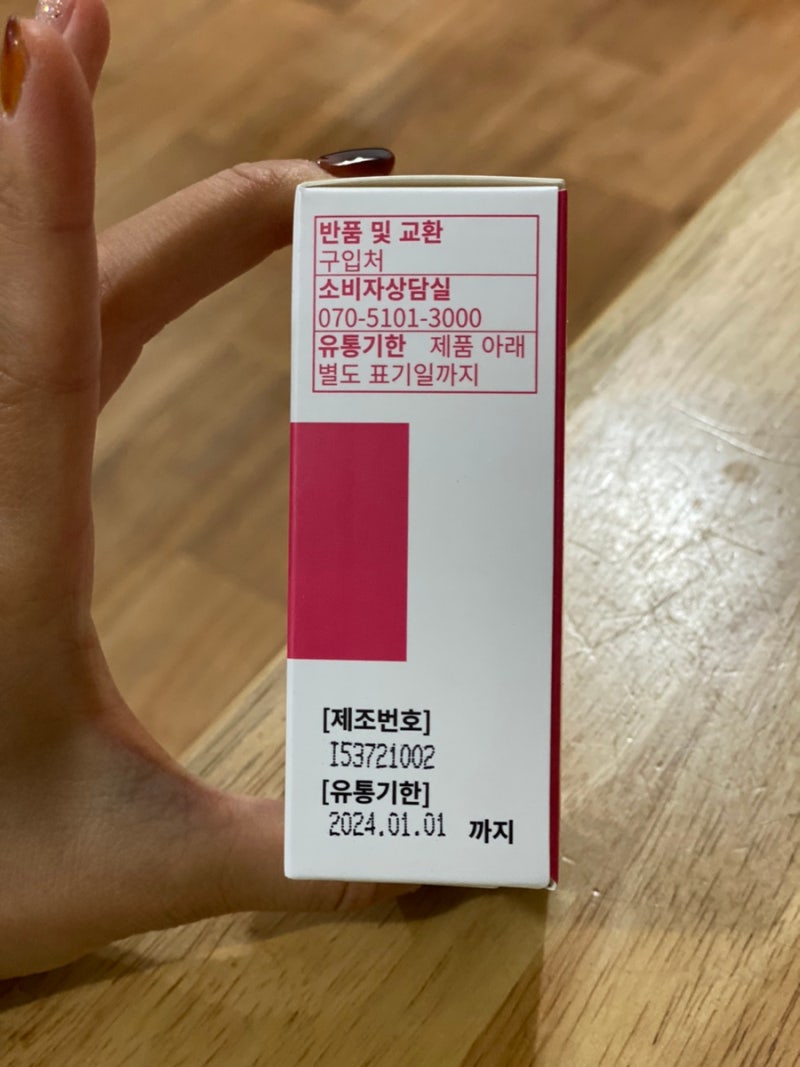 반품 및 교환
구입처
소비자상담실
070-5101-3000
유통기한 제품 아래
별도 표기일까지
[제조번호]
I53721002
[유통기한]
2024.01.01 까지